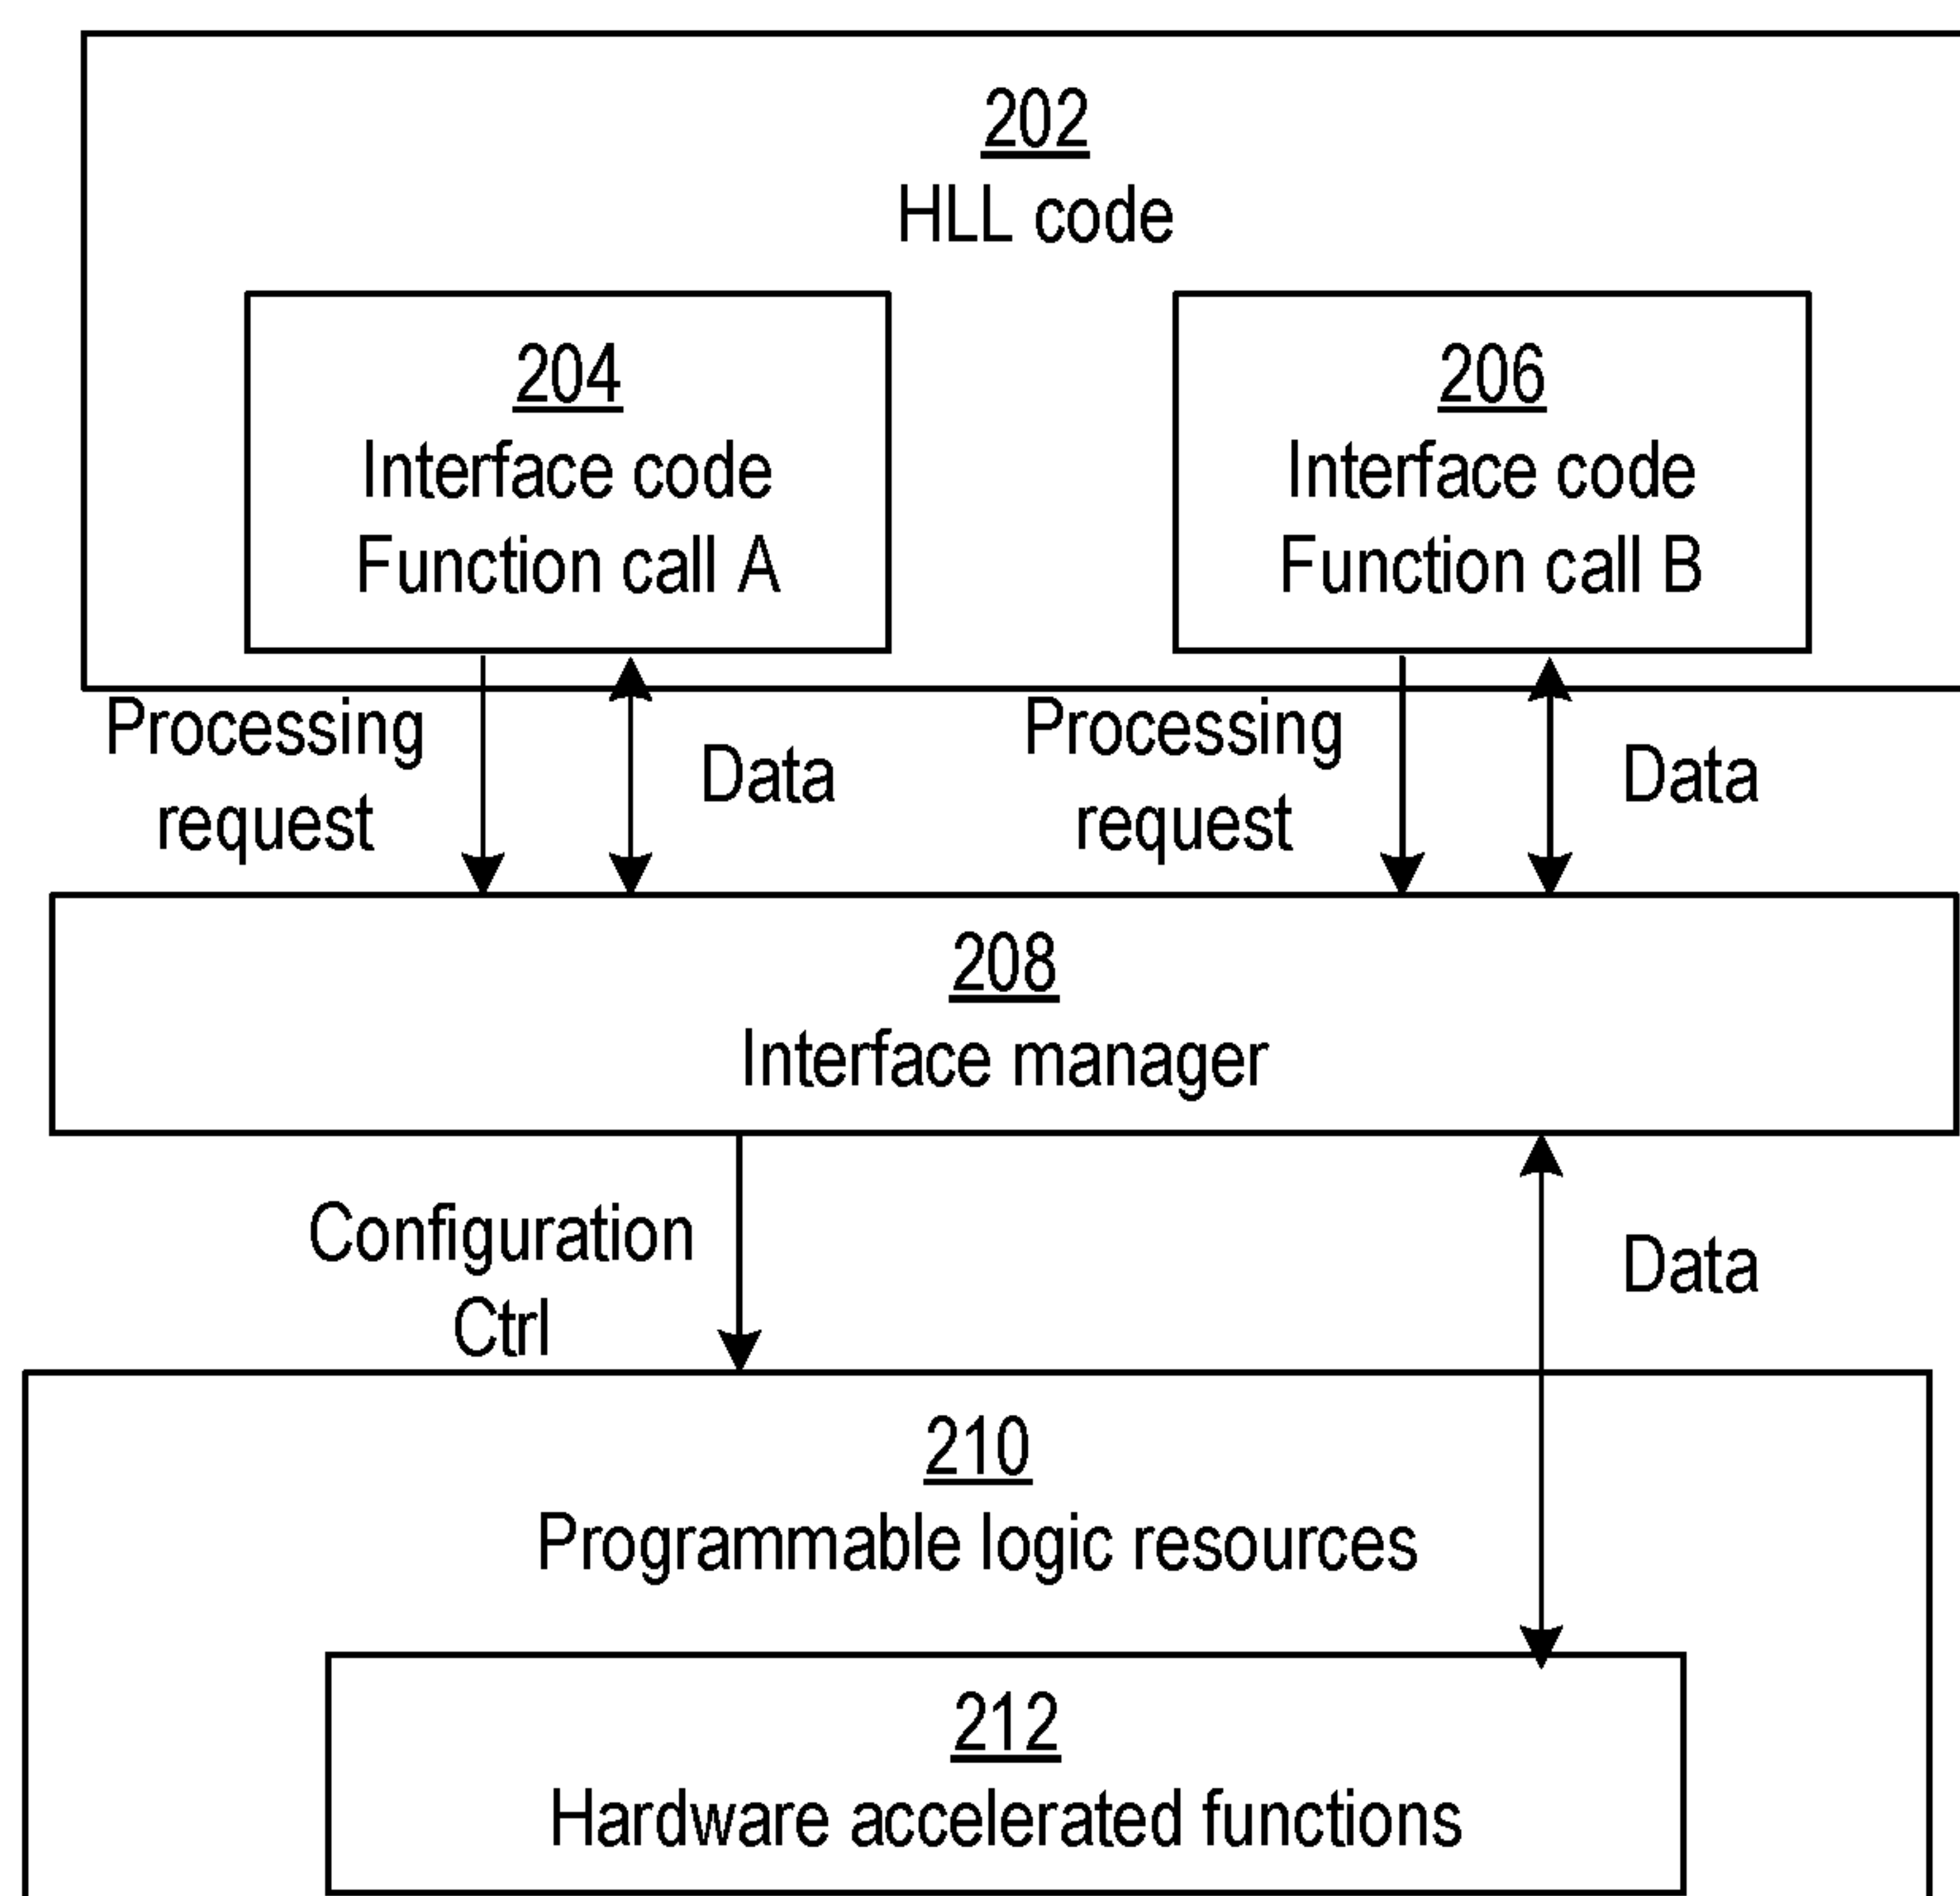 202
HLL code
204
Interface code
Function call A
206
Interface code
Function call B
Processing
request
Data
Processing
request
Data
208
Interface manager
Configuration
Ctrl
Data
210
Programmable logic resources
212
Hardware accelerated functions